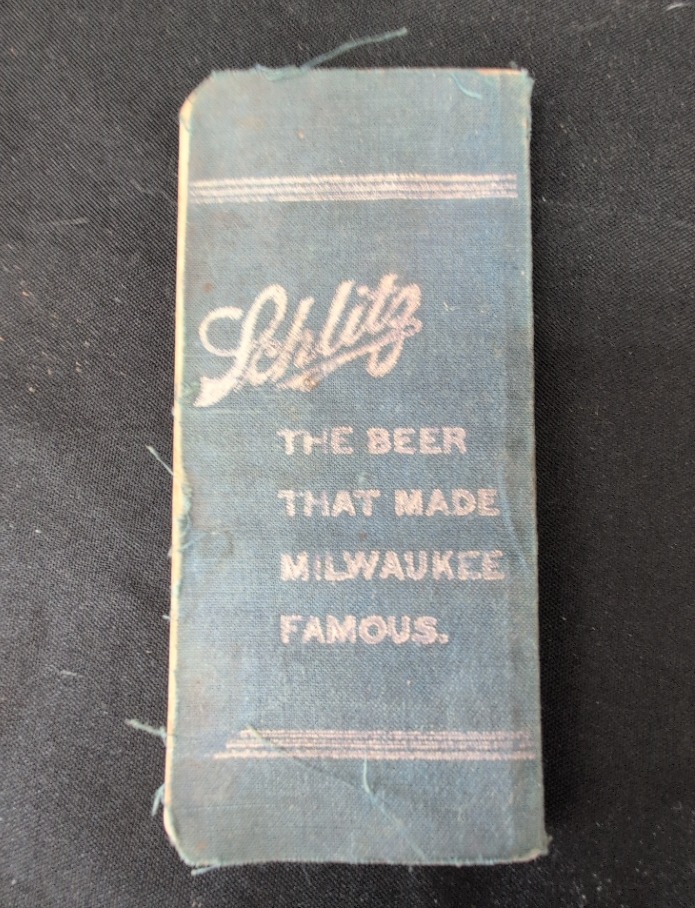 Schlitz
THE BEER
THAT MADE
MILWAUKEE
FAMOUS.